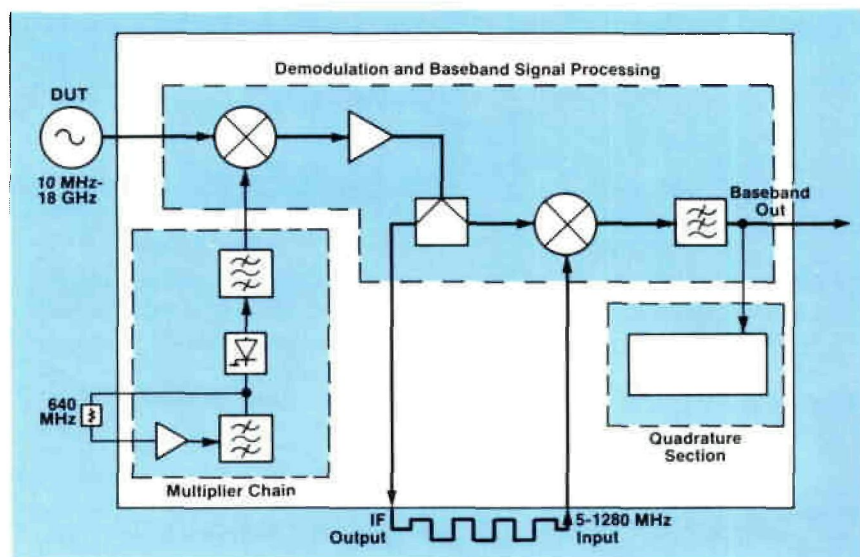 Demodulation and Baseband Signal Processing
DUT
10 MHz-
18 GHz
Baseband
Out
640
MHz
Multiplier Chain
Quadrature
Section
IF
Output
5-1280 MHz
Input